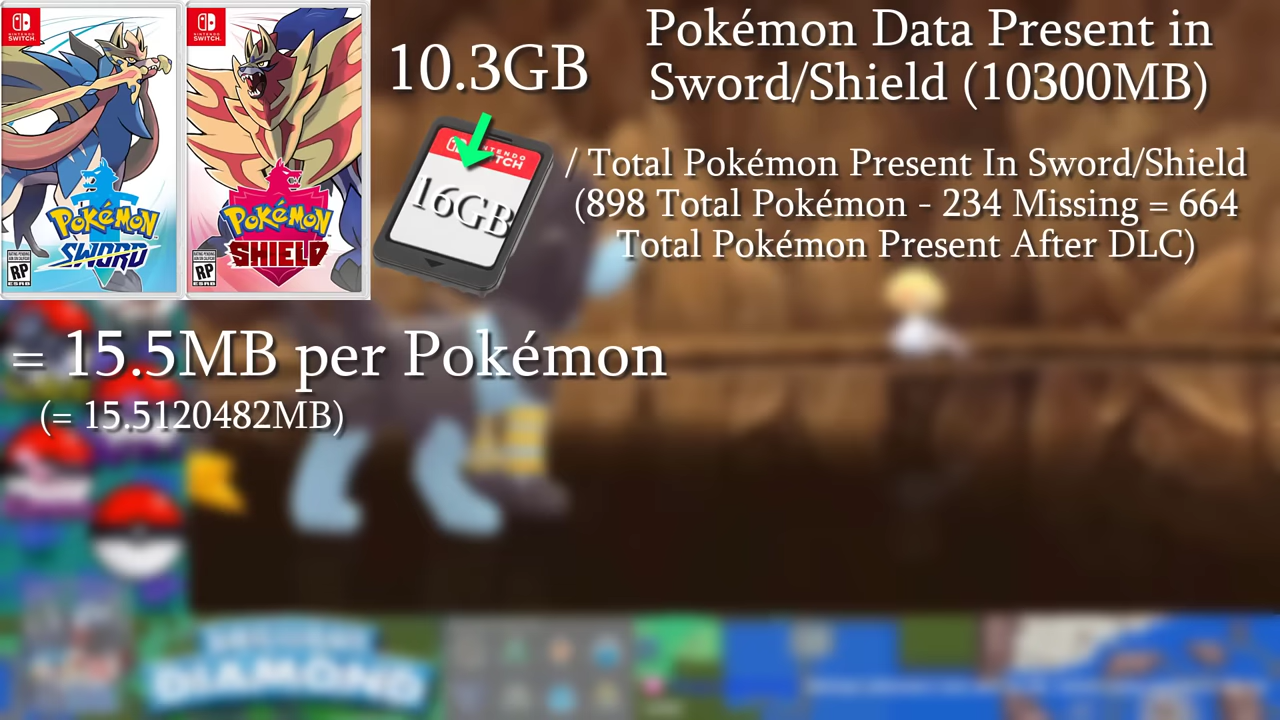 NINTENDO
SWITCH
Pokémon
SWORD
RP
ESRB
NINTENDO
SWITCH
Pokémon
SHIELD
RP
ESRB
10.3GB
16GB
Pokémon Data Present in
Sword/Shield (10300MB)
/ Total Pokémon Present In Sword/Shield
(898 Total Pokémon - 234 Missing = 664
Total Pokémon Present After DLC)
= 15.5MB per Pokémon
(= 15.5120482MB)
DIAMOND